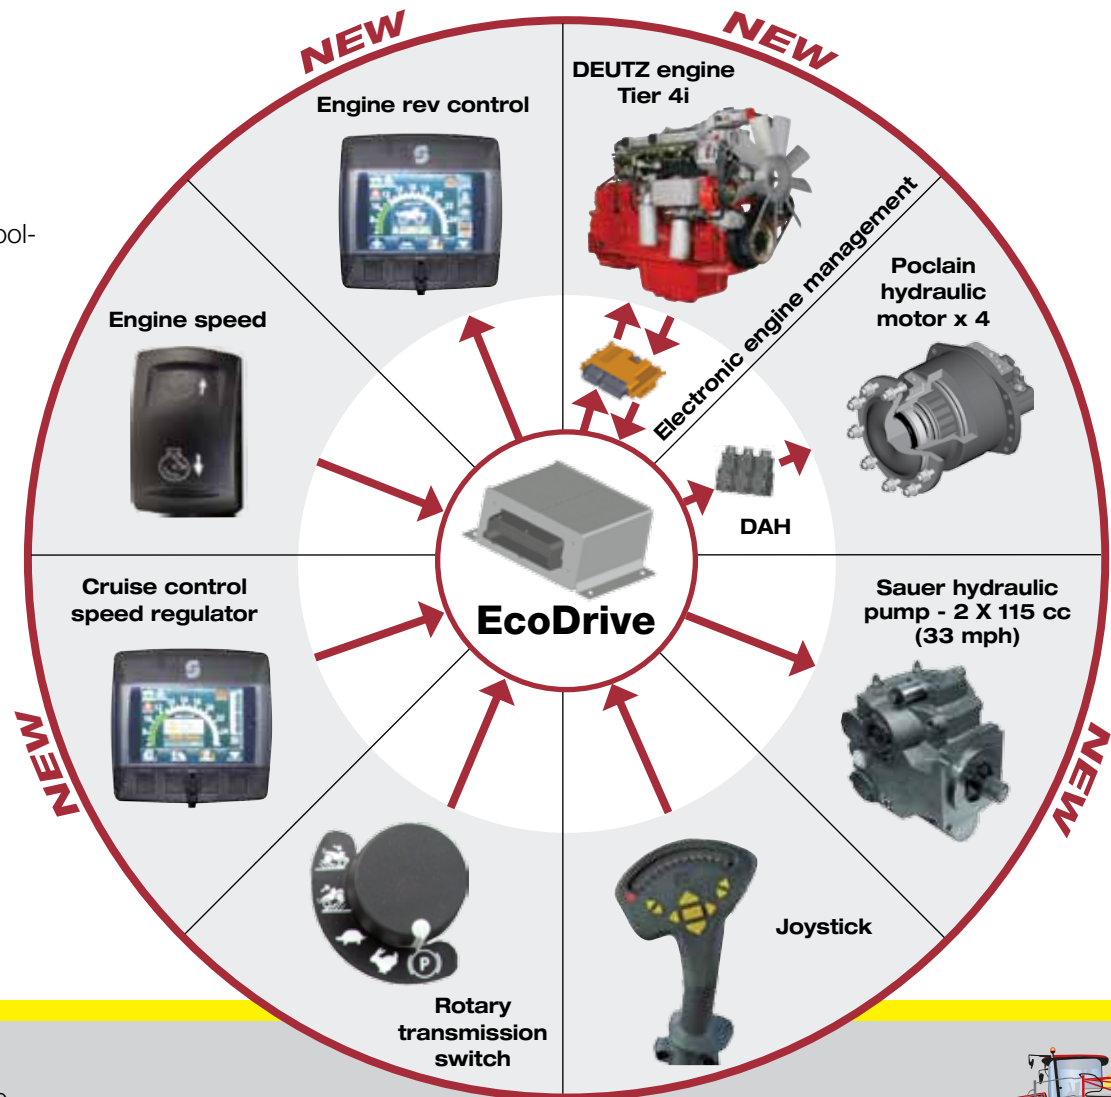 NEW
NEW
DEUTZ engine
Tier 4i
Engine rev control
Electronic engine management
ool-
Poclain
hydraulic
motor x 4
Engine speed
DAH
Cruise control
speed regulator
EcoDrive
Sauer hydraulic
pump - 2 X 115 cc
(33 mph)
NEW
NEW
Joystick
P
Rotary
transmission
switch